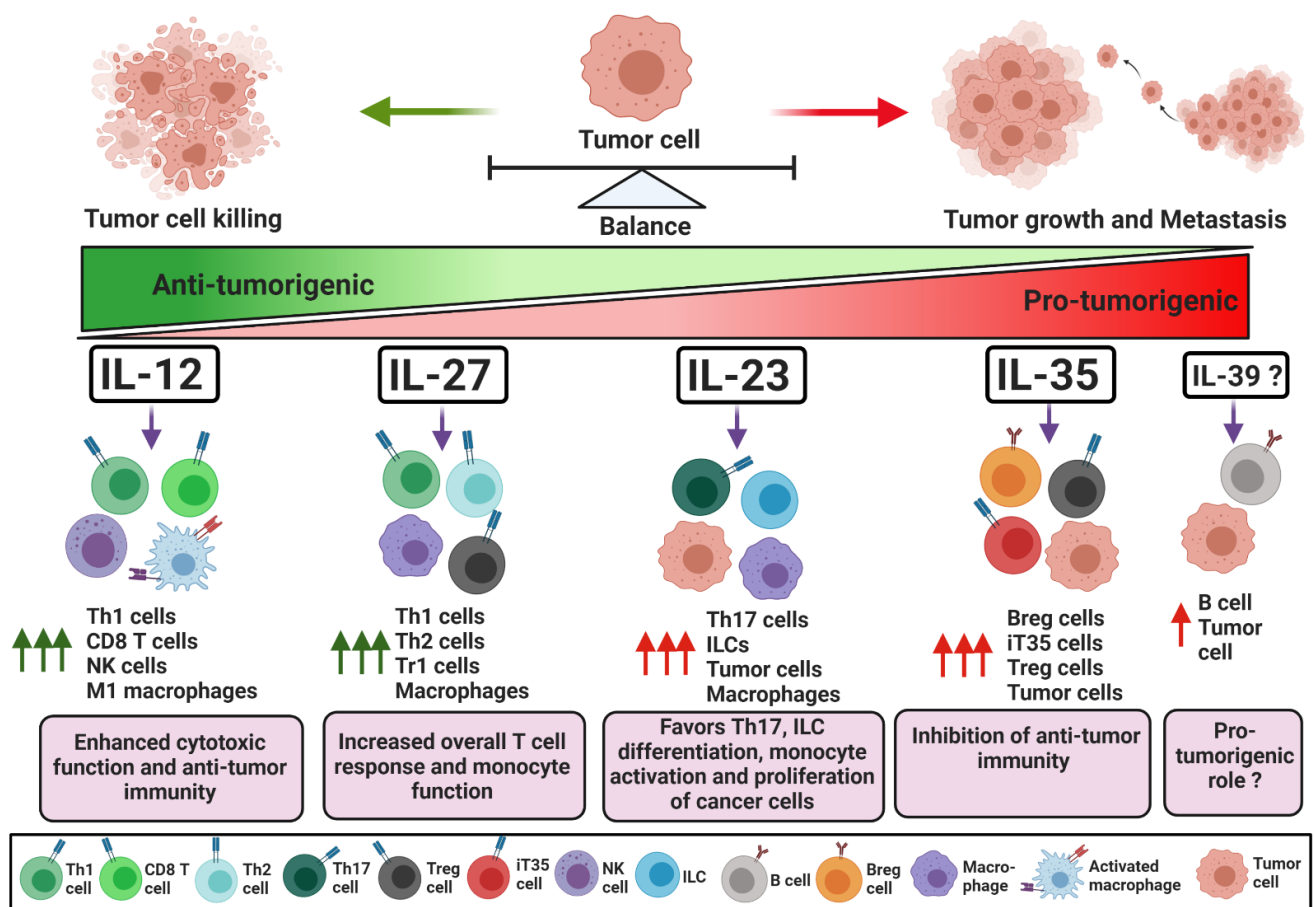 Tumor cell
Balance
Tumor cell killing
Tumor growth and Metastasis
Anti-tumorigenic
Pro-tumorigenic
IL-12
IL-27
IL-23
IL-35
IL-39 ?
Th1 cells
CD8 T cells
NK cells
M1 macrophages
Th1 cells
Th2 cells
Tr1 cells
Macrophages
Th17 cells
ILCs
Tumor cells
Macrophages
Breg cells
iT35 cells
Treg cells
Tumor cells
B cell
Tumor
cell
Enhanced cytotoxic
function and anti-tumor
immunity
Increased overall T cell
response and monocyte
function
Favors Th17, ILC
differentiation, monocyte
activation and proliferation
of cancer cells
Inhibition of anti-tumor
immunity
Pro-
tumorigenic
role ?
Th1
cell
CD8 T
cell
Th2
cell
Th17
cell
Treg
cell
iT35
cell
NK
cell
ILC
B cell
Breg
cell
Macro-
phage
Activated
macrophage
Tumor
cell